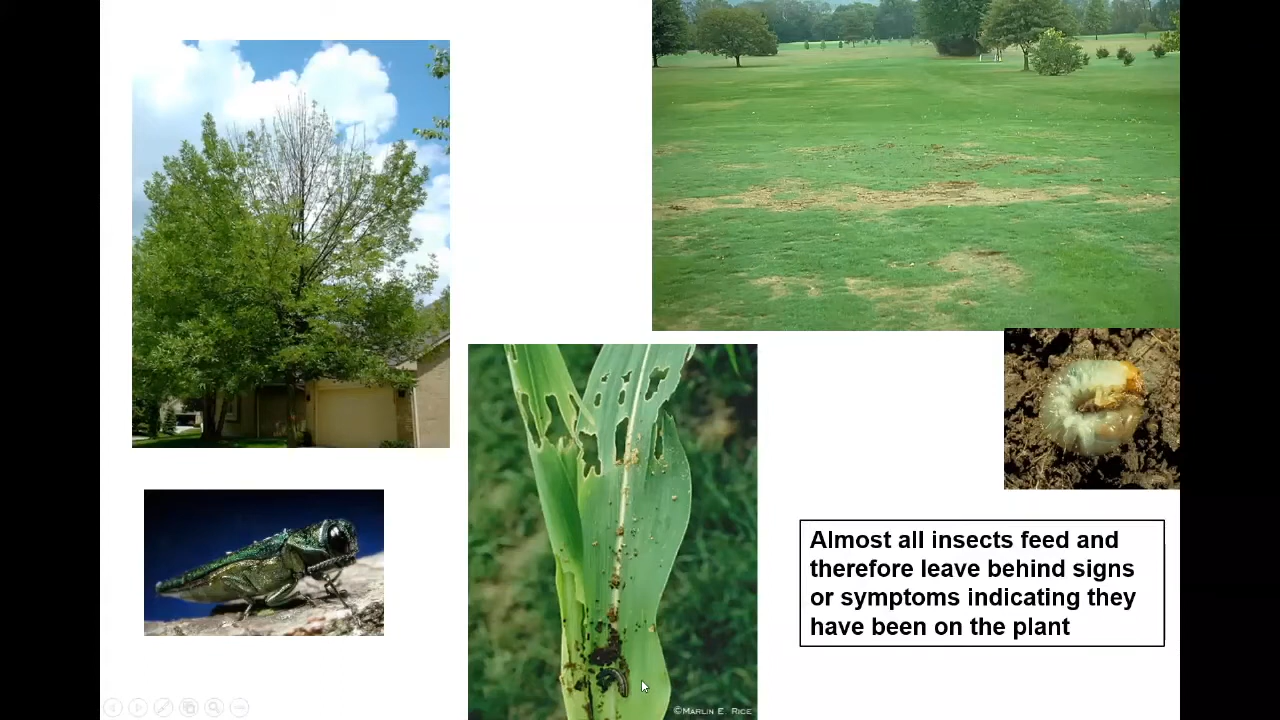 ©MARLIN E. RICE
Almost all insects feed and
therefore leave behind signs
or symptoms indicating they
have been on the plant